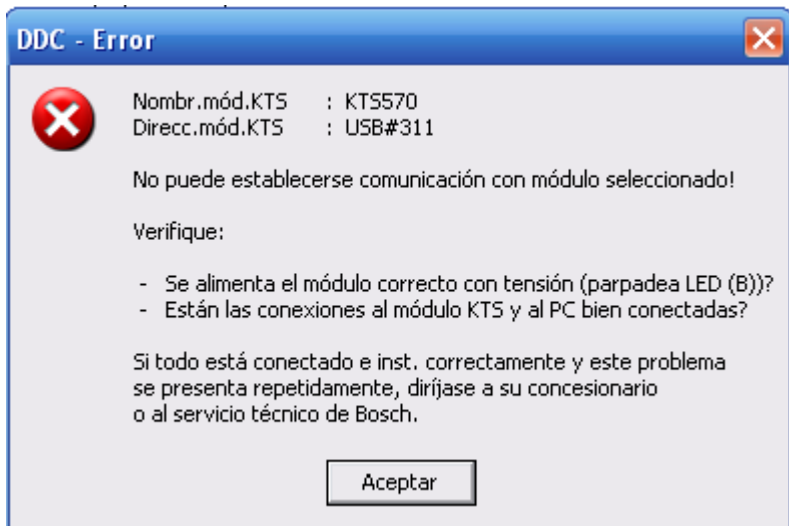 DDC - Error
Nombr.mód.KTS : KTS570
Direcc.mód.KTS : USB#311
No puede establecerse comunicación con módulo seleccionado!
Verifique:
- Se alimenta el módulo correcto con tensión (parpadea LED (B))?
- Están las conexiones al módulo KTS y al PC bien conectadas?
Si todo está conectado e inst. correctamente y este problema
se presenta repetidamente, diríjase a su concesionario
o al servicio técnico de Bosch.
Aceptar